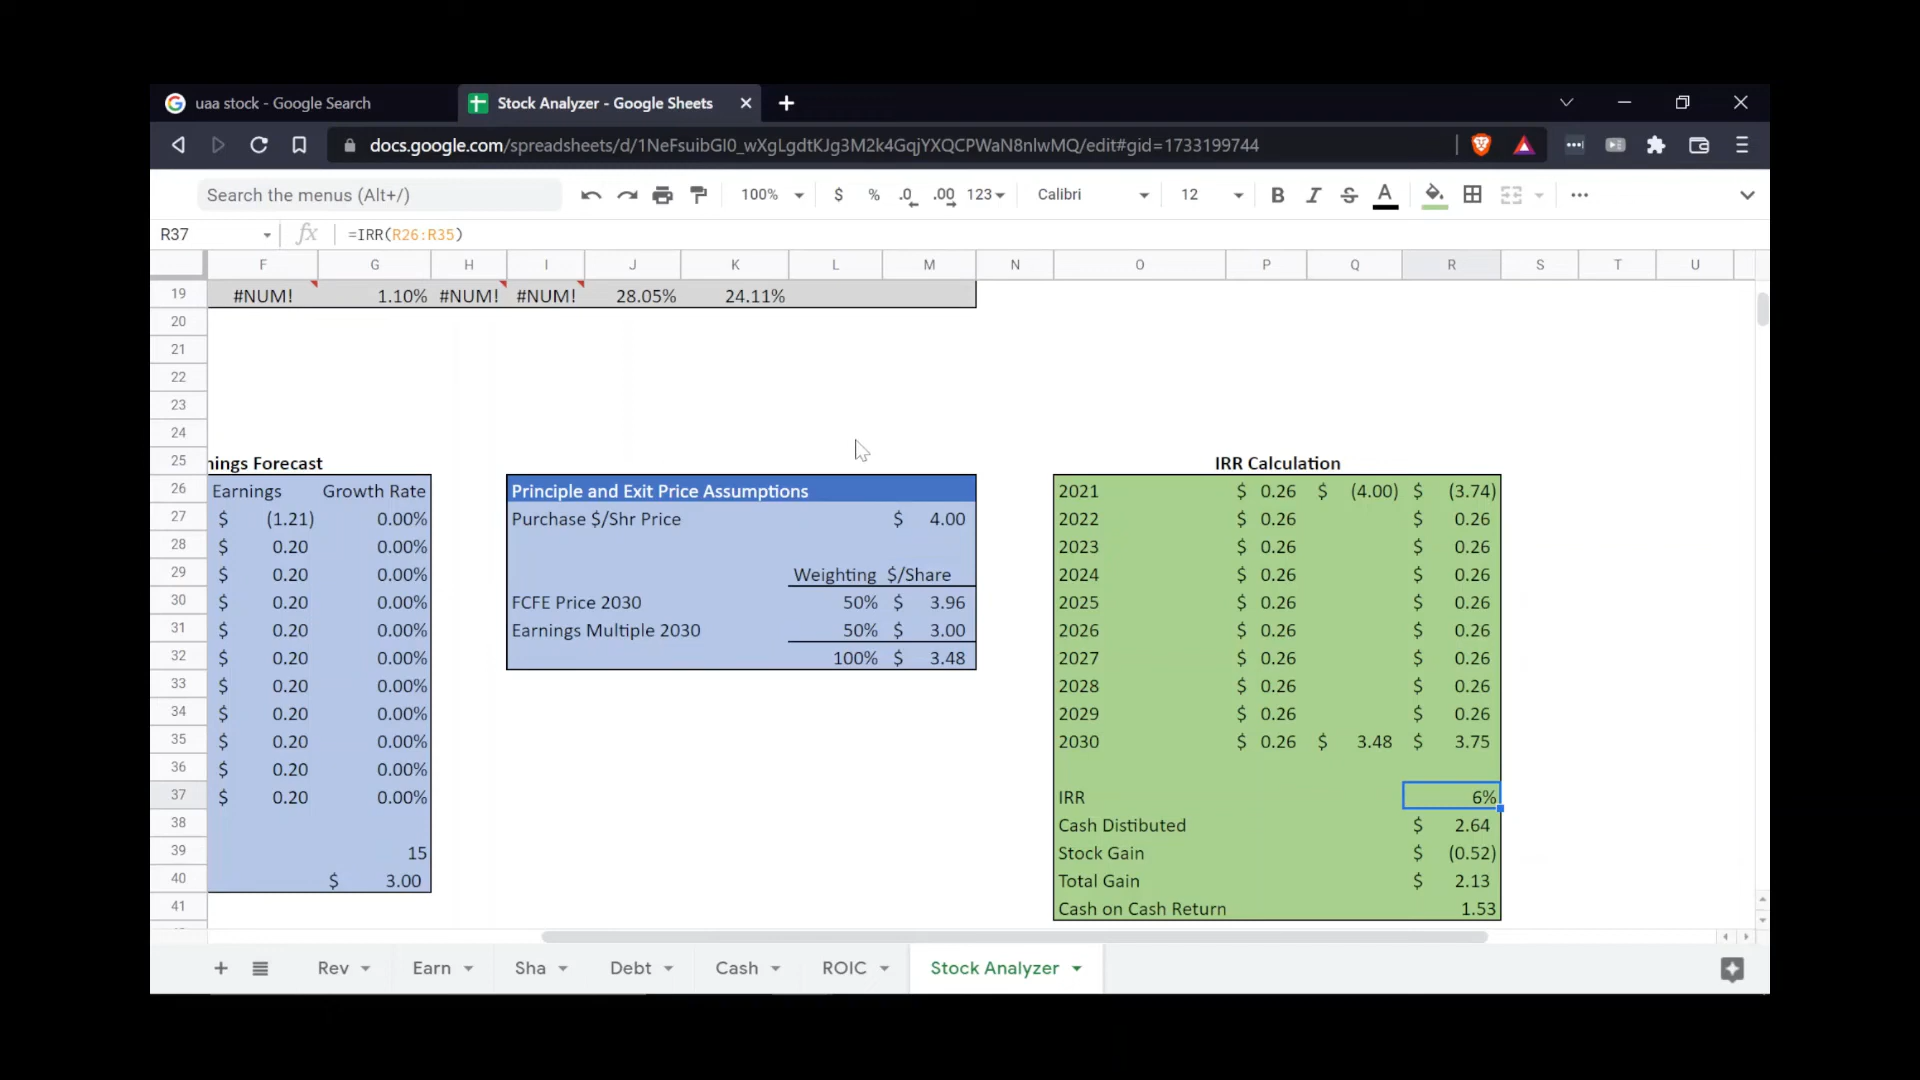 uaa stock - Google Search
Stock Analyzer - Google Sheets
docs.google.com/spreadsheets/d/1NeFsuibGI0_wXgLgdtKJg3M2k4GqjYXQCPWaN8nlwMQ/edit#gid=1733199744
Search the menus (Alt+/) 100% $ % .0 .00 123 Calibri 12 B I S A
R37 fx =IRR(R26:R35)
F G H I J K L M N O P Q R S T U
19 #NUM! 1.10% #NUM! #NUM! 28.05% 24.11%
20
21
22
23
24
25 nings Forecast IRR Calculation
26 Earnings Growth Rate Principle and Exit Price Assumptions 2021 $ 0.26 $ (4.00) $ (3.74)
27 $ (1.21) 0.00% Purchase $/Shr Price $ 4.00 2022 $ 0.26 $ 0.26
28 $ 0.20 0.00% 2023 $ 0.26 $ 0.26
29 $ 0.20 0.00% Weighting $/Share 2024 $ 0.26 $ 0.26
30 $ 0.20 0.00% FCFE Price 2030 50% $ 3.96 2025 $ 0.26 $ 0.26
31 $ 0.20 0.00% Earnings Multiple 2030 50% $ 3.00 2026 $ 0.26 $ 0.26
32 $ 0.20 0.00% 100% $ 3.48 2027 $ 0.26 $ 0.26
33 $ 0.20 0.00% 2028 $ 0.26 $ 0.26
34 $ 0.20 0.00% 2029 $ 0.26 $ 0.26
35 $ 0.20 0.00% 2030 $ 0.26 $ 3.48 $ 3.75
36 $ 0.20 0.00%
37 $ 0.20 0.00% IRR 6%
38 Cash Distibuted $ 2.64
39 15 Stock Gain $ (0.52)
40 $ 3.00 Total Gain $ 2.13
41 Cash on Cash Return 1.53
Rev Earn Sha Debt Cash ROIC Stock Analyzer